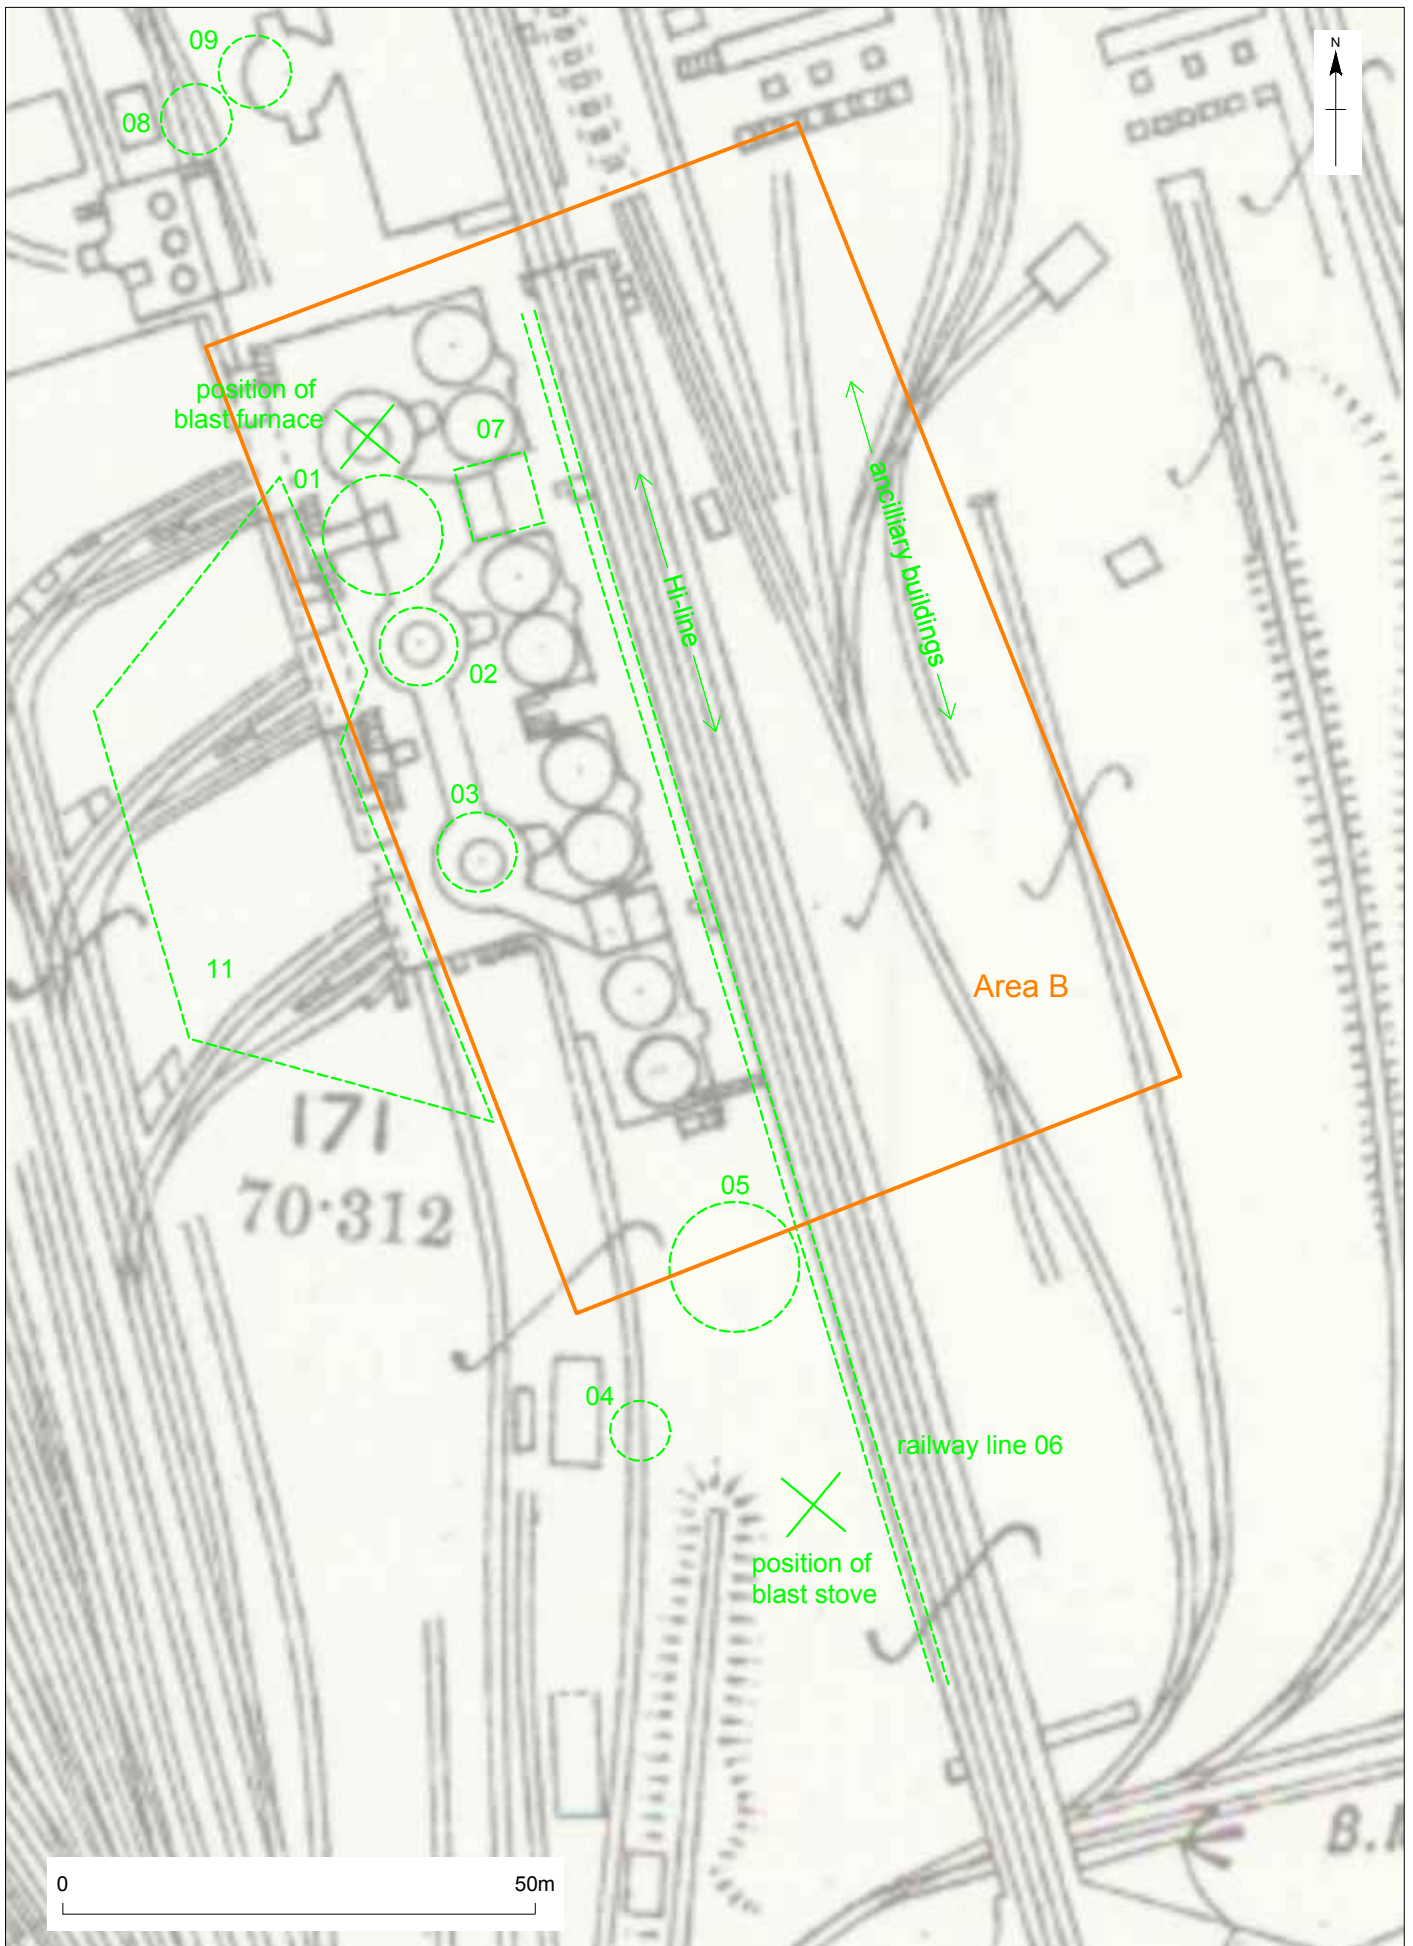 09
N
08
position of
blast furnace
07
01
ancilliary buildings
Hi-line
02
03
11
Area B
171
70·312
05
04
railway line 06
position of
blast stove
0 50m